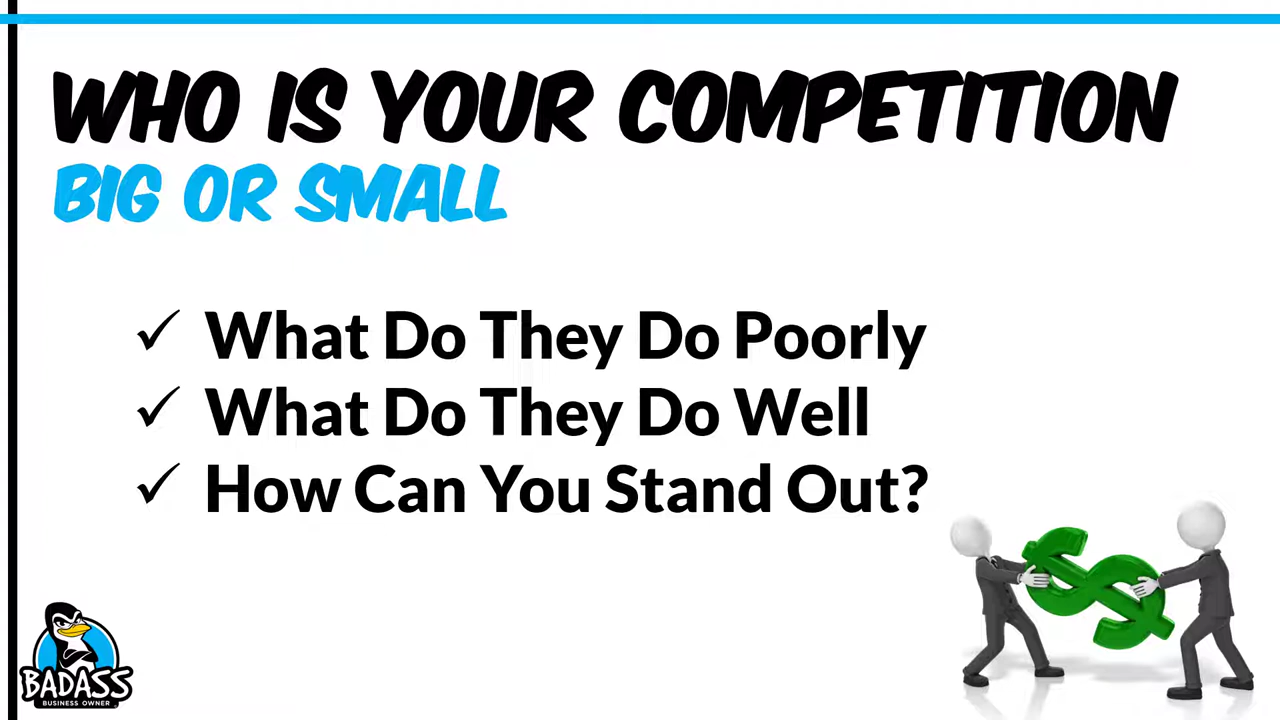 WHO IS YOUR COMPETITION
BIG OR SMALL
✓ What Do They Do Poorly
✓ What Do They Do Well
✓ How Can You Stand Out?
BADASS
BUSINESS OWNER